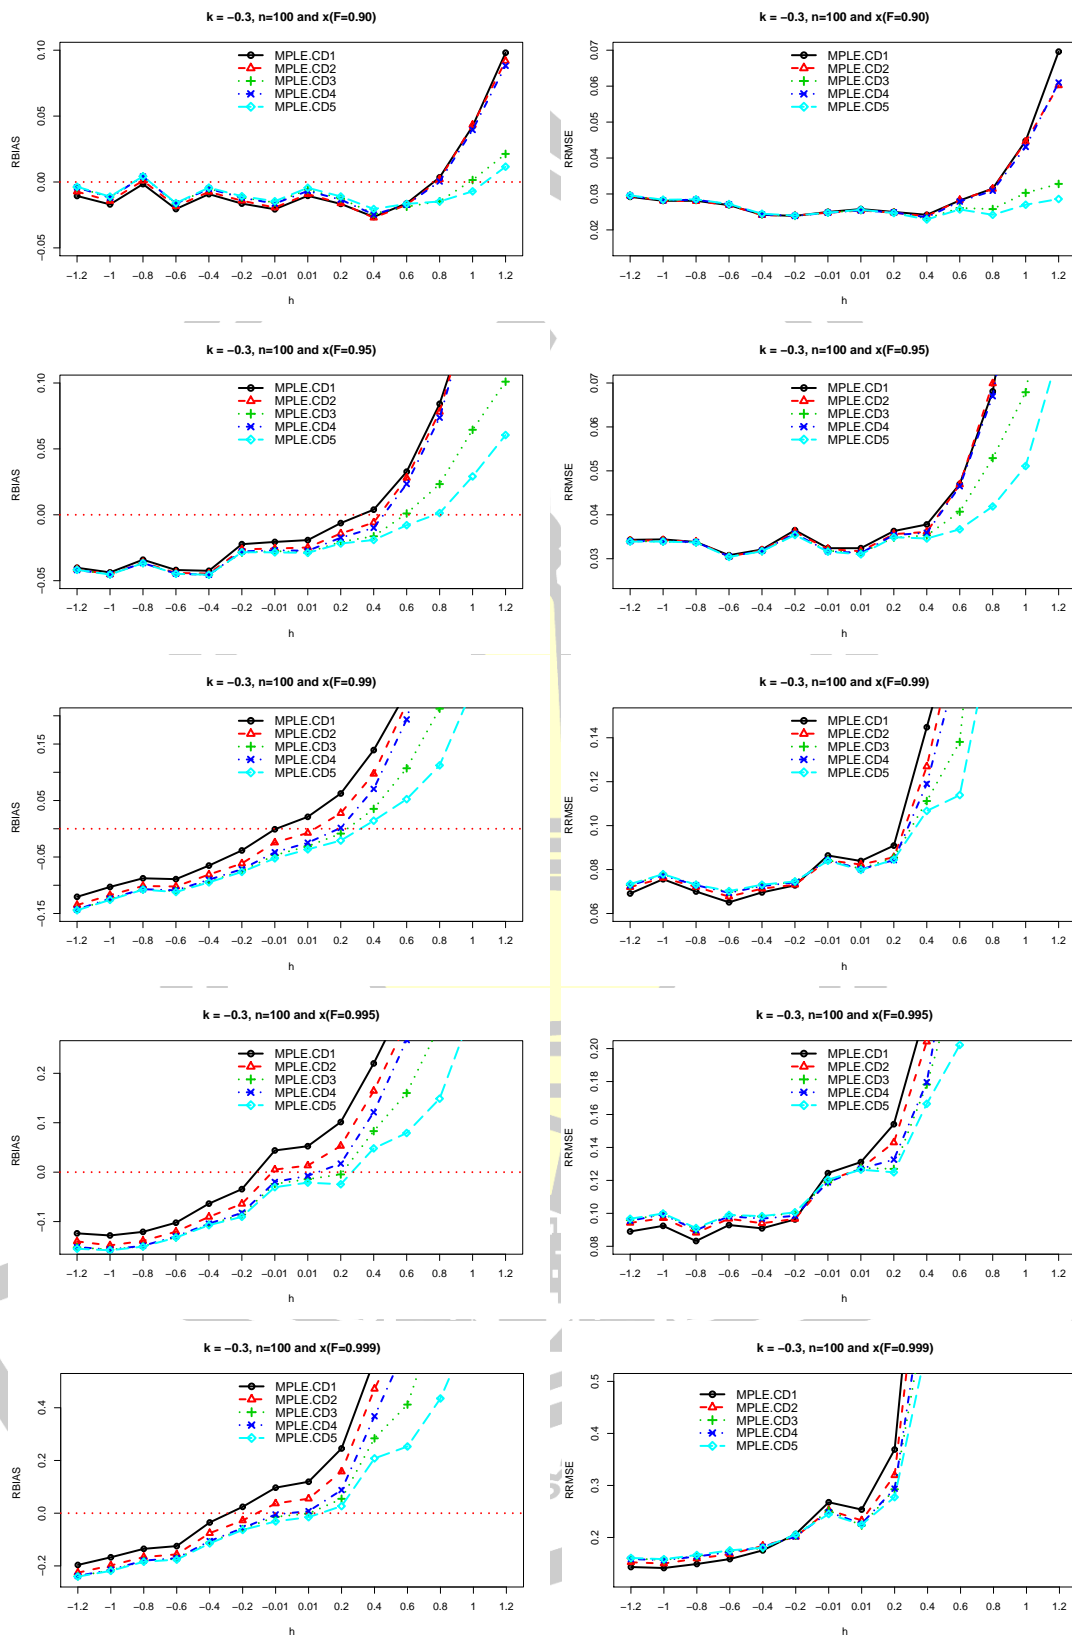 k = −0.3, n=100 and x(F=0.90)
RBIAS
0.10
0.05
0.00
−0.05
MPLE.CD1
MPLE.CD2
MPLE.CD3
MPLE.CD4
MPLE.CD5
−1.2 −1 −0.8 −0.6 −0.4 −0.2 −0.01 0.01 0.2 0.4 0.6 0.8 1 1.2
h
k = −0.3, n=100 and x(F=0.90)
RRMSE
0.07
0.06
0.05
0.04
0.03
0.02
MPLE.CD1
MPLE.CD2
MPLE.CD3
MPLE.CD4
MPLE.CD5
−1.2 −1 −0.8 −0.6 −0.4 −0.2 −0.01 0.01 0.2 0.4 0.6 0.8 1 1.2
h
k = −0.3, n=100 and x(F=0.95)
RBIAS
0.10
0.05
0.00
−0.05
MPLE.CD1
MPLE.CD2
MPLE.CD3
MPLE.CD4
MPLE.CD5
−1.2 −1 −0.8 −0.6 −0.4 −0.2 −0.01 0.01 0.2 0.4 0.6 0.8 1 1.2
h
k = −0.3, n=100 and x(F=0.95)
RRMSE
0.07
0.06
0.05
0.04
0.03
MPLE.CD1
MPLE.CD2
MPLE.CD3
MPLE.CD4
MPLE.CD5
−1.2 −1 −0.8 −0.6 −0.4 −0.2 −0.01 0.01 0.2 0.4 0.6 0.8 1 1.2
h
k = −0.3, n=100 and x(F=0.99)
RBIAS
0.15
0.05
−0.05
−0.15
MPLE.CD1
MPLE.CD2
MPLE.CD3
MPLE.CD4
MPLE.CD5
−1.2 −1 −0.8 −0.6 −0.4 −0.2 −0.01 0.01 0.2 0.4 0.6 0.8 1 1.2
h
k = −0.3, n=100 and x(F=0.99)
RRMSE
0.14
0.12
0.10
0.08
0.06
MPLE.CD1
MPLE.CD2
MPLE.CD3
MPLE.CD4
MPLE.CD5
−1.2 −1 −0.8 −0.6 −0.4 −0.2 −0.01 0.01 0.2 0.4 0.6 0.8 1 1.2
h
k = −0.3, n=100 and x(F=0.995)
RBIAS
0.2
0.1
0.0
−0.1
MPLE.CD1
MPLE.CD2
MPLE.CD3
MPLE.CD4
MPLE.CD5
−1.2 −1 −0.8 −0.6 −0.4 −0.2 −0.01 0.01 0.2 0.4 0.6 0.8 1 1.2
h
k = −0.3, n=100 and x(F=0.995)
RRMSE
0.20
0.18
0.16
0.14
0.12
0.10
0.08
MPLE.CD1
MPLE.CD2
MPLE.CD3
MPLE.CD4
MPLE.CD5
−1.2 −1 −0.8 −0.6 −0.4 −0.2 −0.01 0.01 0.2 0.4 0.6 0.8 1 1.2
h
k = −0.3, n=100 and x(F=0.999)
RBIAS
0.4
0.2
0.0
−0.2
MPLE.CD1
MPLE.CD2
MPLE.CD3
MPLE.CD4
MPLE.CD5
−1.2 −1 −0.8 −0.6 −0.4 −0.2 −0.01 0.01 0.2 0.4 0.6 0.8 1 1.2
h
k = −0.3, n=100 and x(F=0.999)
RRMSE
0.5
0.4
0.3
0.2
MPLE.CD1
MPLE.CD2
MPLE.CD3
MPLE.CD4
MPLE.CD5
−1.2 −1 −0.8 −0.6 −0.4 −0.2 −0.01 0.01 0.2 0.4 0.6 0.8 1 1.2
h